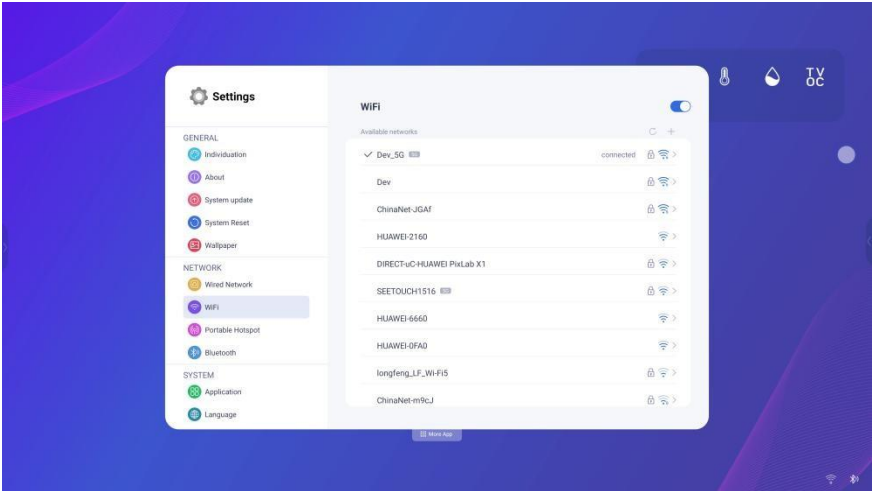 Settings
GENERAL
Individuation
About
System update
System Reset
Wallpaper
NETWORK
Wired Network
WiFi
Portable Hotspot
Bluetooth
SYSTEM
Application
Language
WiFi
Available networks
Dev_5G 5G connected
Dev
ChinaNet-JGAf
HUAWEI-2160
DIRECT-uC-HUAWEI PixLab X1
SEETOUCH1516 5G
HUAWEI-6660
HUAWEI-0FA0
longfeng_LF_Wi-Fi5
ChinaNet-m9cJ
TV
OC
More App